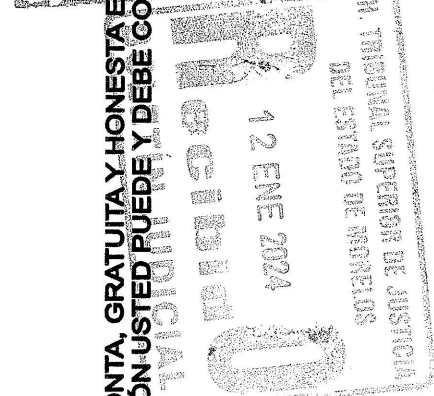 ONTA, GRATUITA Y HONESTA E
ÓN USTED PUEDE Y DEBE CO
TRIBUNAL SUPERIOR DE JUSTICIA
DEL ESTADO DE MORELOS
12 ENE 2024
Recibido
JUDICIAL